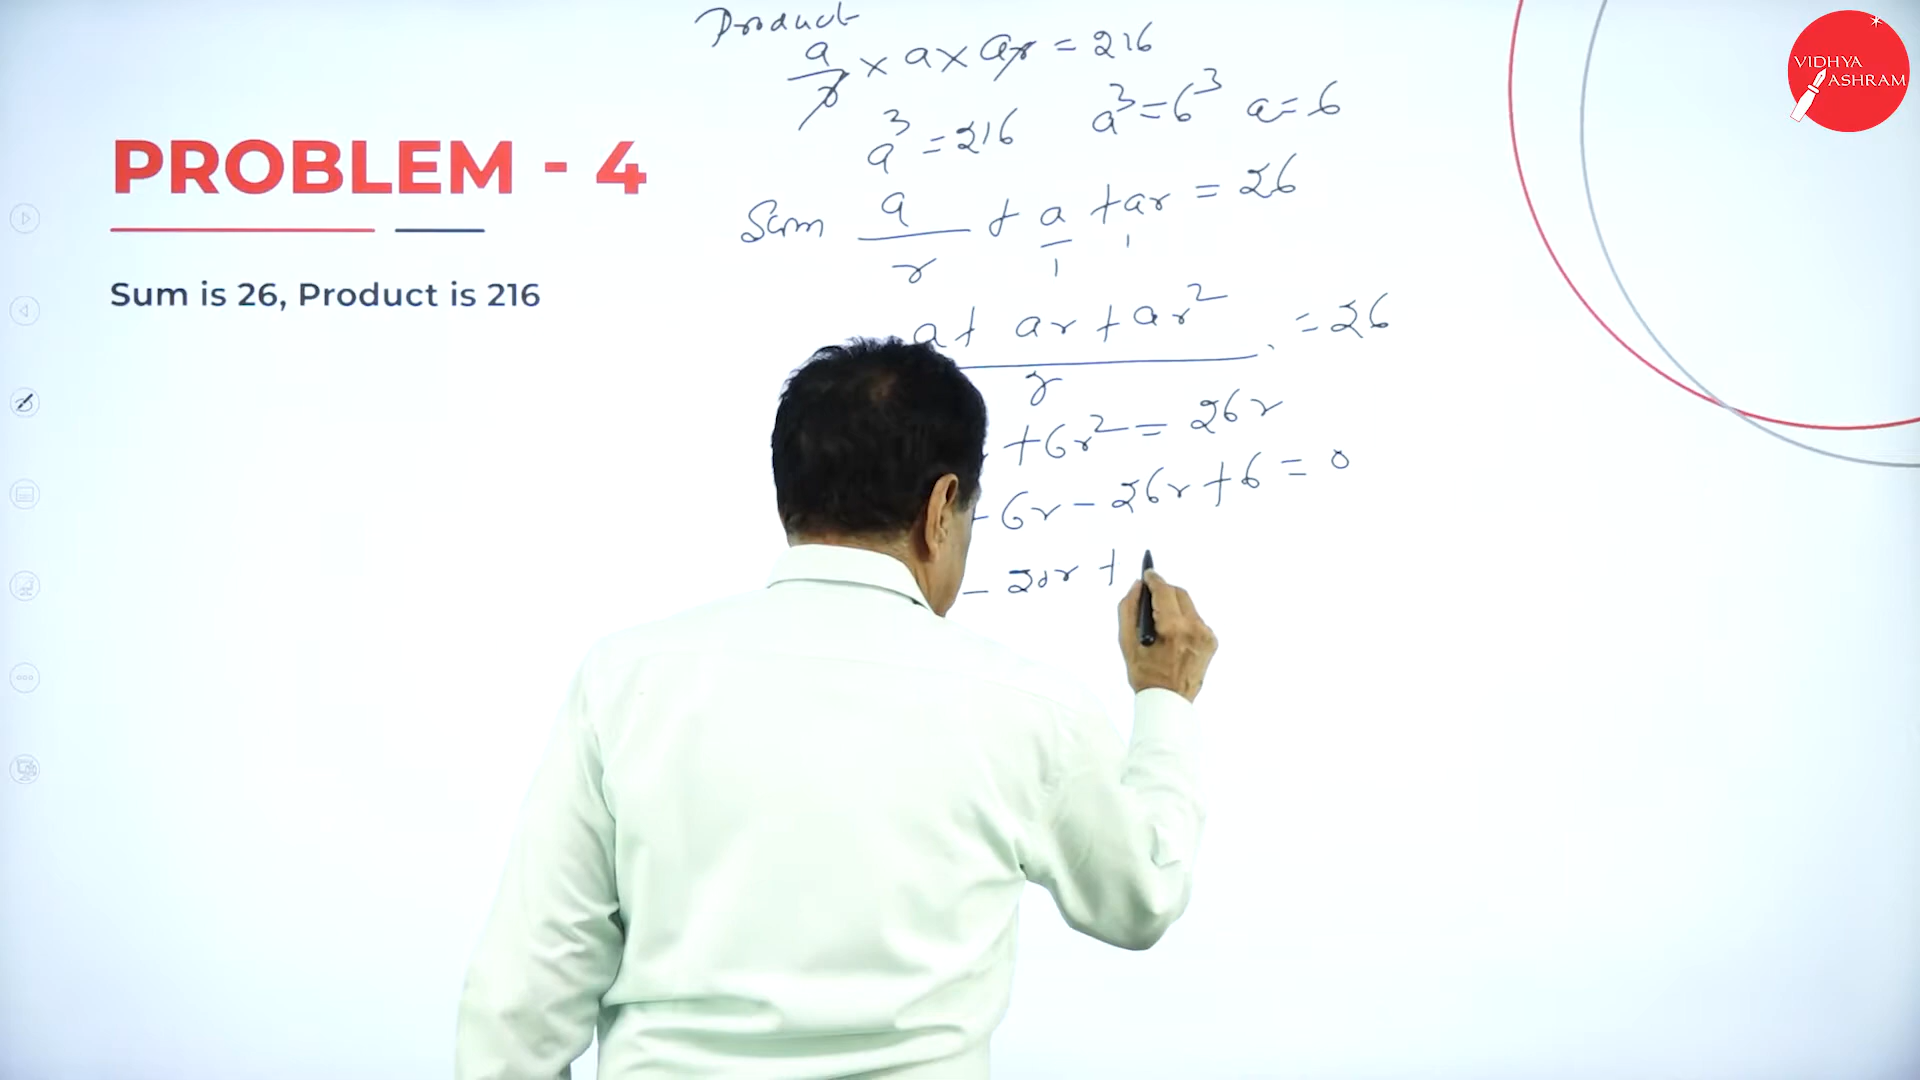 VIDHYA
ASHRAM
PROBLEM - 4
Sum is 26, Product is 216
Product
a/r × a × ar = 216
a³ = 216 a³ = 6³ a = 6
Sum a/r + a/1 + ar/1 = 26
a + ar + ar² / r = 26
+ 6r² = 26r
+ 6r - 26r + 6 = 0
- 20r +